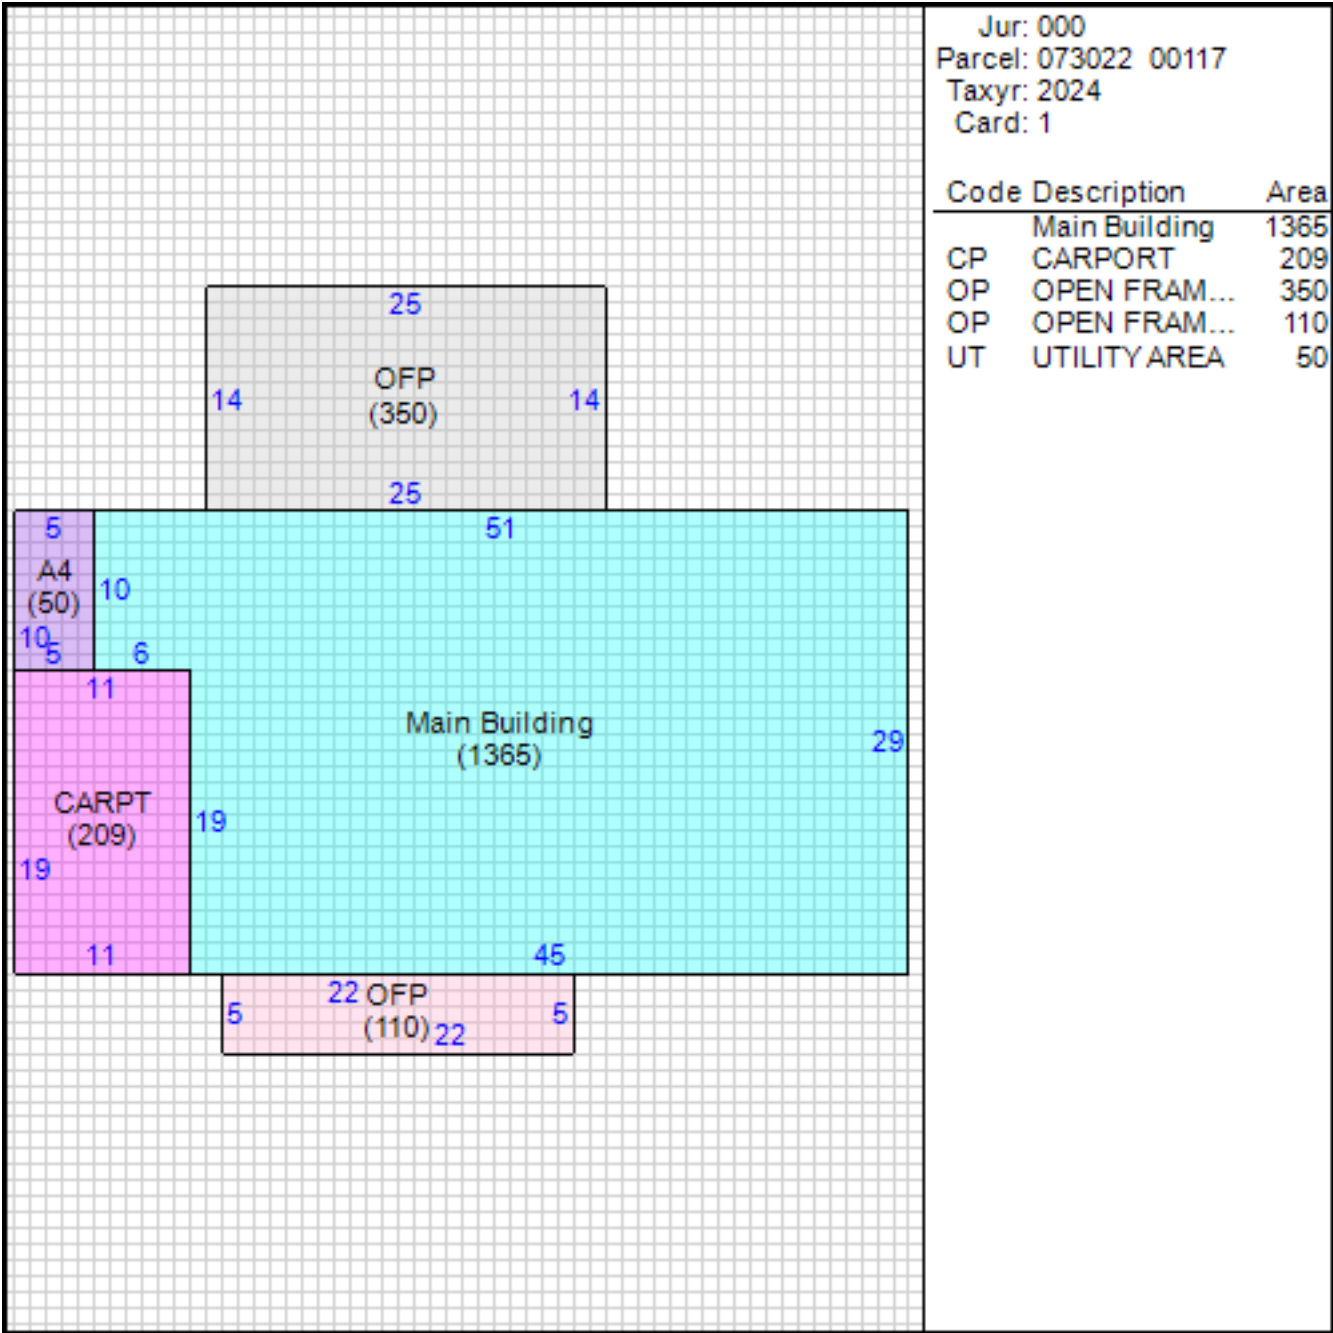 Jur: 000
Parcel: 073022 00117
Taxyr: 2024
Card: 1
Code Description Area
Main Building 1365
CP CARPORT 209
OP OPEN FRAM... 350
OP OPEN FRAM... 110
UT UTILITY AREA 50
25
OFP
14 (350) 14
25
5 51
A4
(50) 10
10
5 6
11
Main Building
(1365) 29
CARPT
(209) 19
19
11 45
22 OFP
5 (110) 22 5